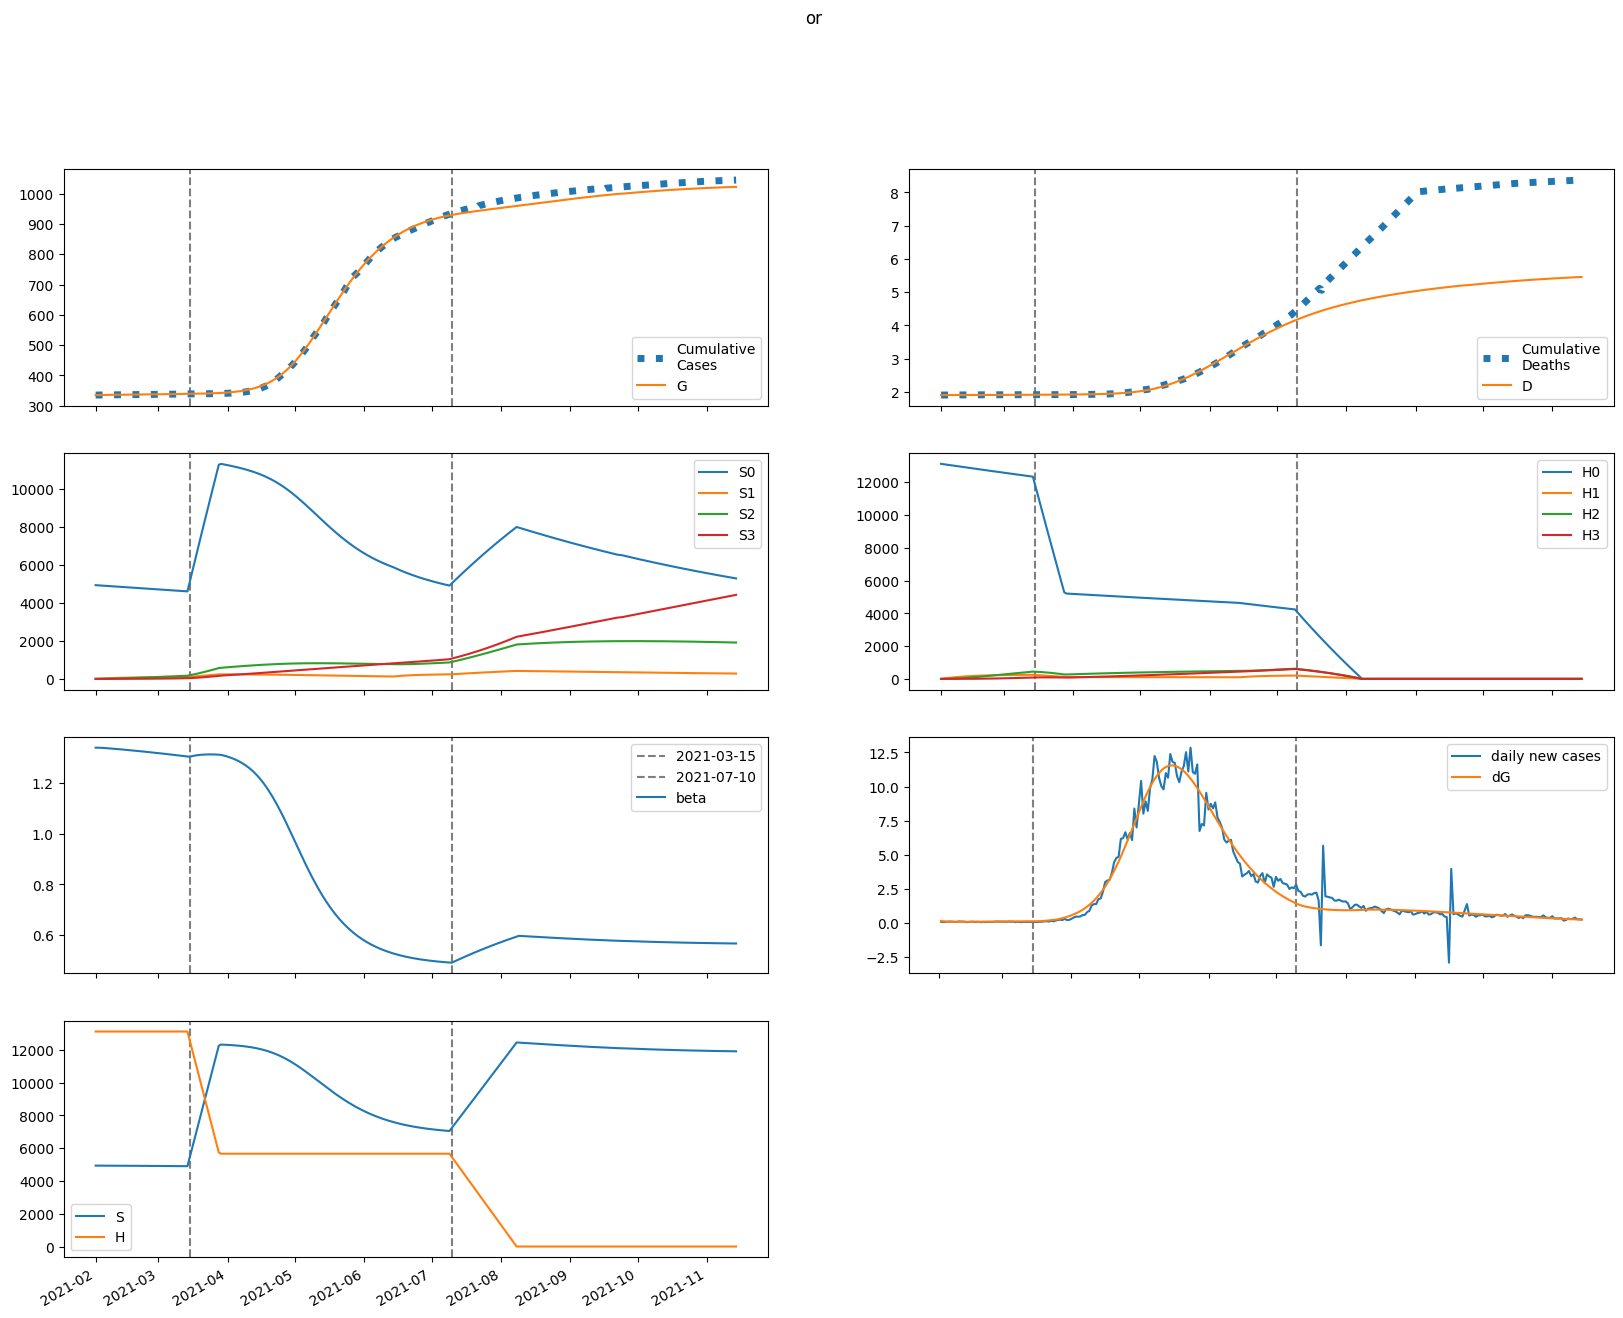 or
1000
900
800
700
600
500
400
300
Cumulative
Cases
G
8
7
6
5
4
3
2
Cumulative
Deaths
D
10000
8000
6000
4000
2000
0
S0
S1
S2
S3
12000
10000
8000
6000
4000
2000
0
H0
H1
H2
H3
1.2
1.0
0.8
0.6
2021-03-15
2021-07-10
beta
12.5
10.0
7.5
5.0
2.5
0.0
−2.5
daily new cases
dG
12000
10000
8000
6000
4000
2000
0
S
H
2021-02
2021-03
2021-04
2021-05
2021-06
2021-07
2021-08
2021-09
2021-10
2021-11